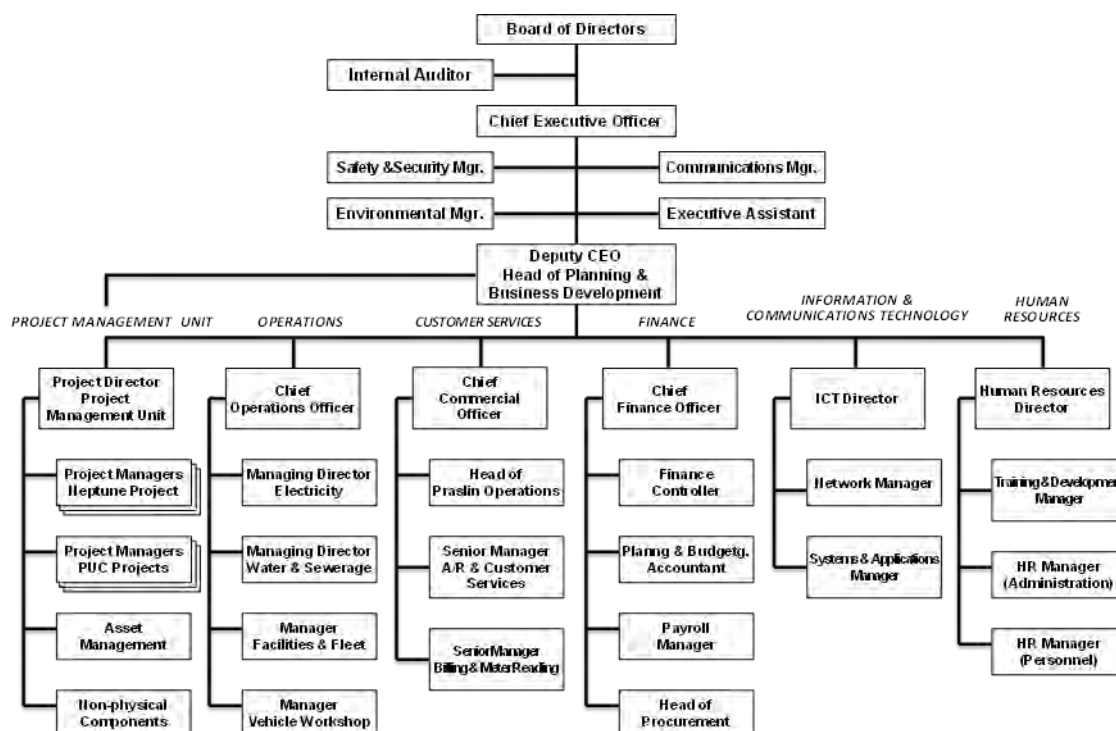 Board of Directors
Internal Auditor
Chief Executive Officer
Safety &Security Mgr.
Communications Mgr.
Environmental Mgr.
Executive Assistant
Deputy CEO
Head of Planning &
Business Development
PROJECT MANAGEMENT UNIT
OPERATIONS
CUSTOMER SERVICES
FINANCE
INFORMATION &
COMMUNICATIONS TECHNOLOGY
HUMAN
RESOURCES
Project Director
Project
Management Unit
Chief
Operations Officer
Chief
Commercial
Officer
Chief
Finance Officer
ICT Director
Human Resources
Director
Project Managers
Neptune Project
Managing Director
Electricity
Head of
Praslin Operations
Finance
Controller
Network Manager
Training & Development
Manager
Project Managers
PUC Projects
Managing Director
Water & Sewerage
Senior Manager
A/R & Customer
Services
Planng & Budgetg.
Accountant
Systems & Applications
Manager
HR Manager
(Administration)
Asset
Management
Manager
Facilities & Fleet
Senior Manager
Billing & Meter Reading
Payroll
Manager
HR Manager
(Personnel)
Non-physical
Components
Manager
Vehicle Workshop
Head of
Procurement